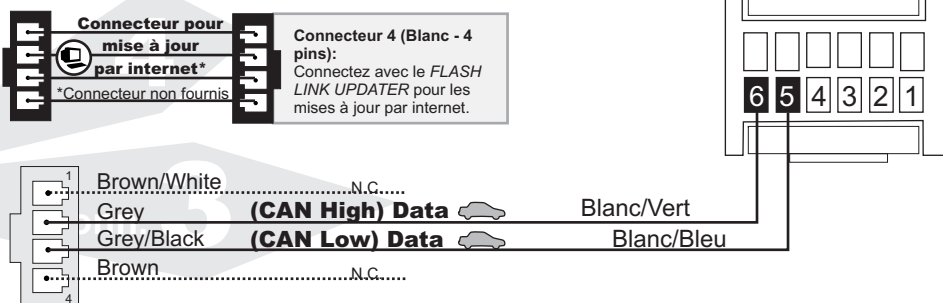 Connecteur pour
mise à jour
par internet*
*Connecteur non fournis
Connecteur 4 (Blanc - 4
pins):
Connectez avec le FLASH
LINK UPDATER pour les
mises à jour par internet.
6 5 4 3 2 1
1
Brown/White
N.C.
Grey
(CAN High) Data
Blanc/Vert
Grey/Black
(CAN Low) Data
Blanc/Bleu
Brown
N.C.
4